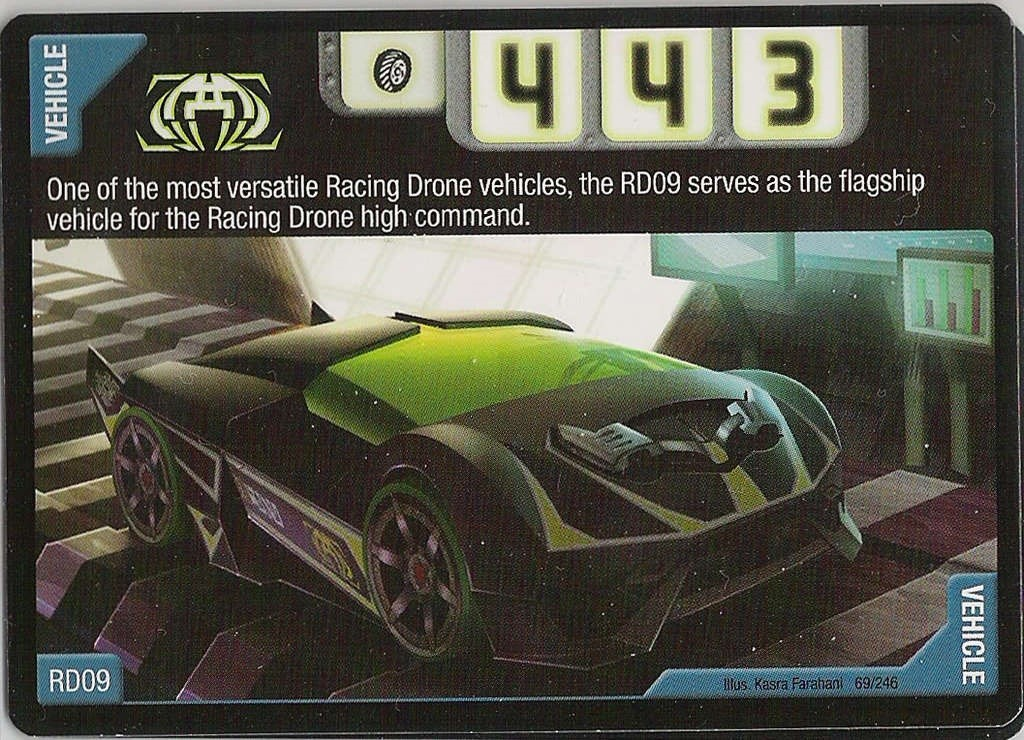 VEHICLE
4 4 3
One of the most versatile Racing Drone vehicles, the RD09 serves as the flagship
vehicle for the Racing Drone high command.
RD09
Illus. Kasra Farahani 69/246
VEHICLE